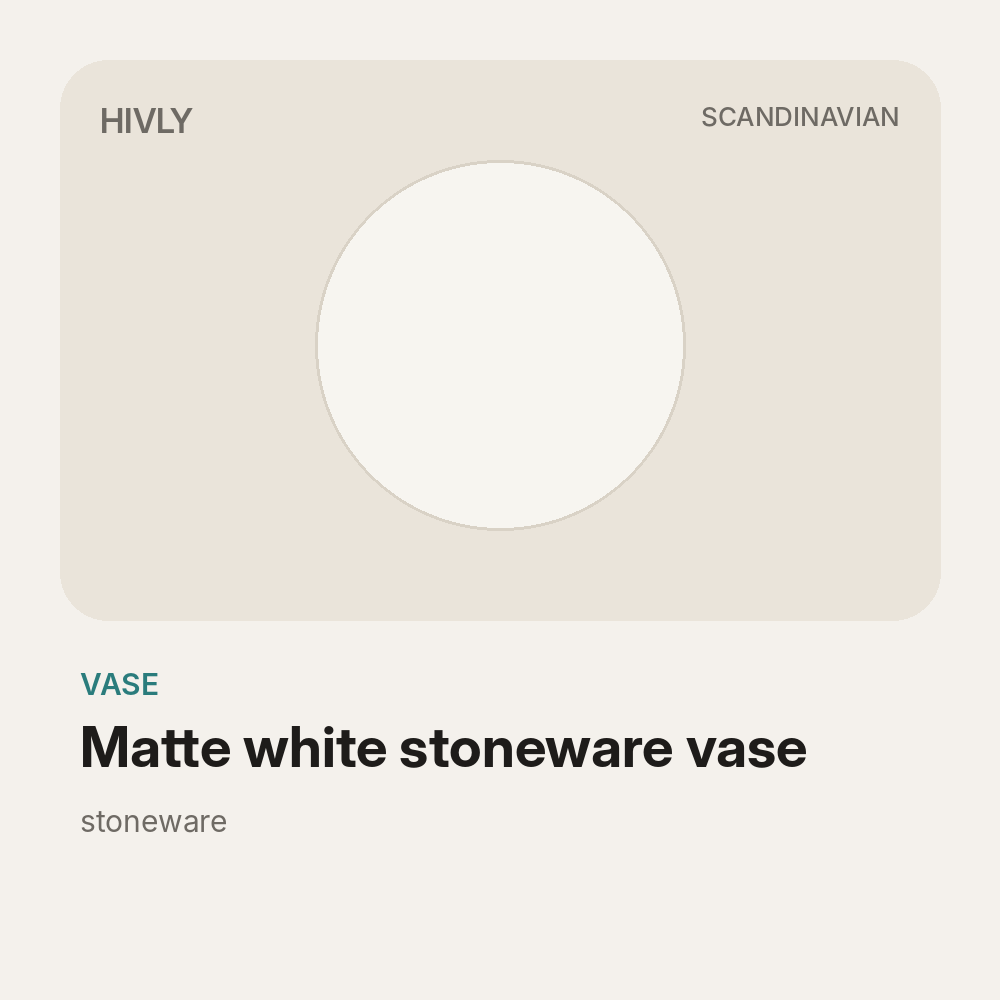 HIVLY
SCANDINAVIAN
VASE
Matte white stoneware vase
stoneware